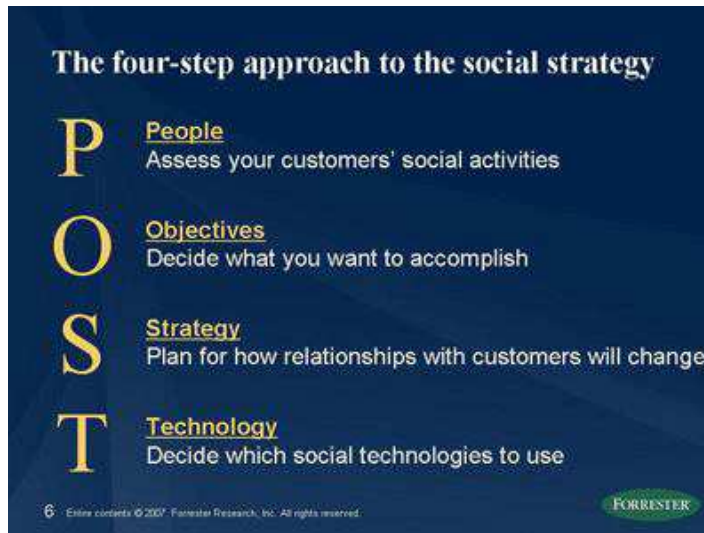 The four-step approach to the social strategy
P
People
Assess your customers' social activities
O
Objectives
Decide what you want to accomplish
S
Strategy
Plan for how relationships with customers will change
T
Technology
Decide which social technologies to use
6 Entire contents © 2007 Forrester Research, Inc. All rights reserved.
FORRESTER